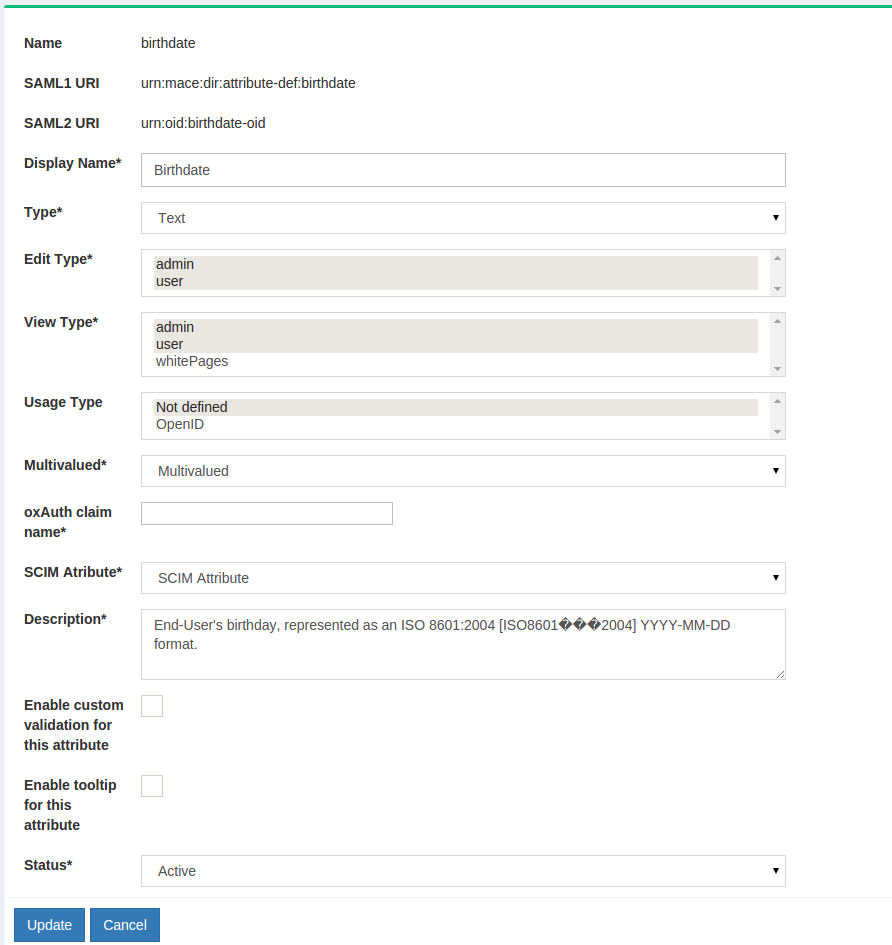 Name birthdate
SAML1 URI urn:mace:dir:attribute-def:birthdate
SAML2 URI urn:oid:birthdate-oid
Display Name* Birthdate
Type* Text
Edit Type* admin
user
View Type* admin
user
whitePages
Usage Type Not defined
OpenID
Multivalued* Multivalued
oxAuth claim
name*
SCIM Atribute* SCIM Attribute
Description* End-User's birthday, represented as an ISO 8601:2004 [ISO8601���2004] YYYY-MM-DD
format.
Enable custom
validation for
this attribute
Enable tooltip
for this
attribute
Status* Active
Update Cancel